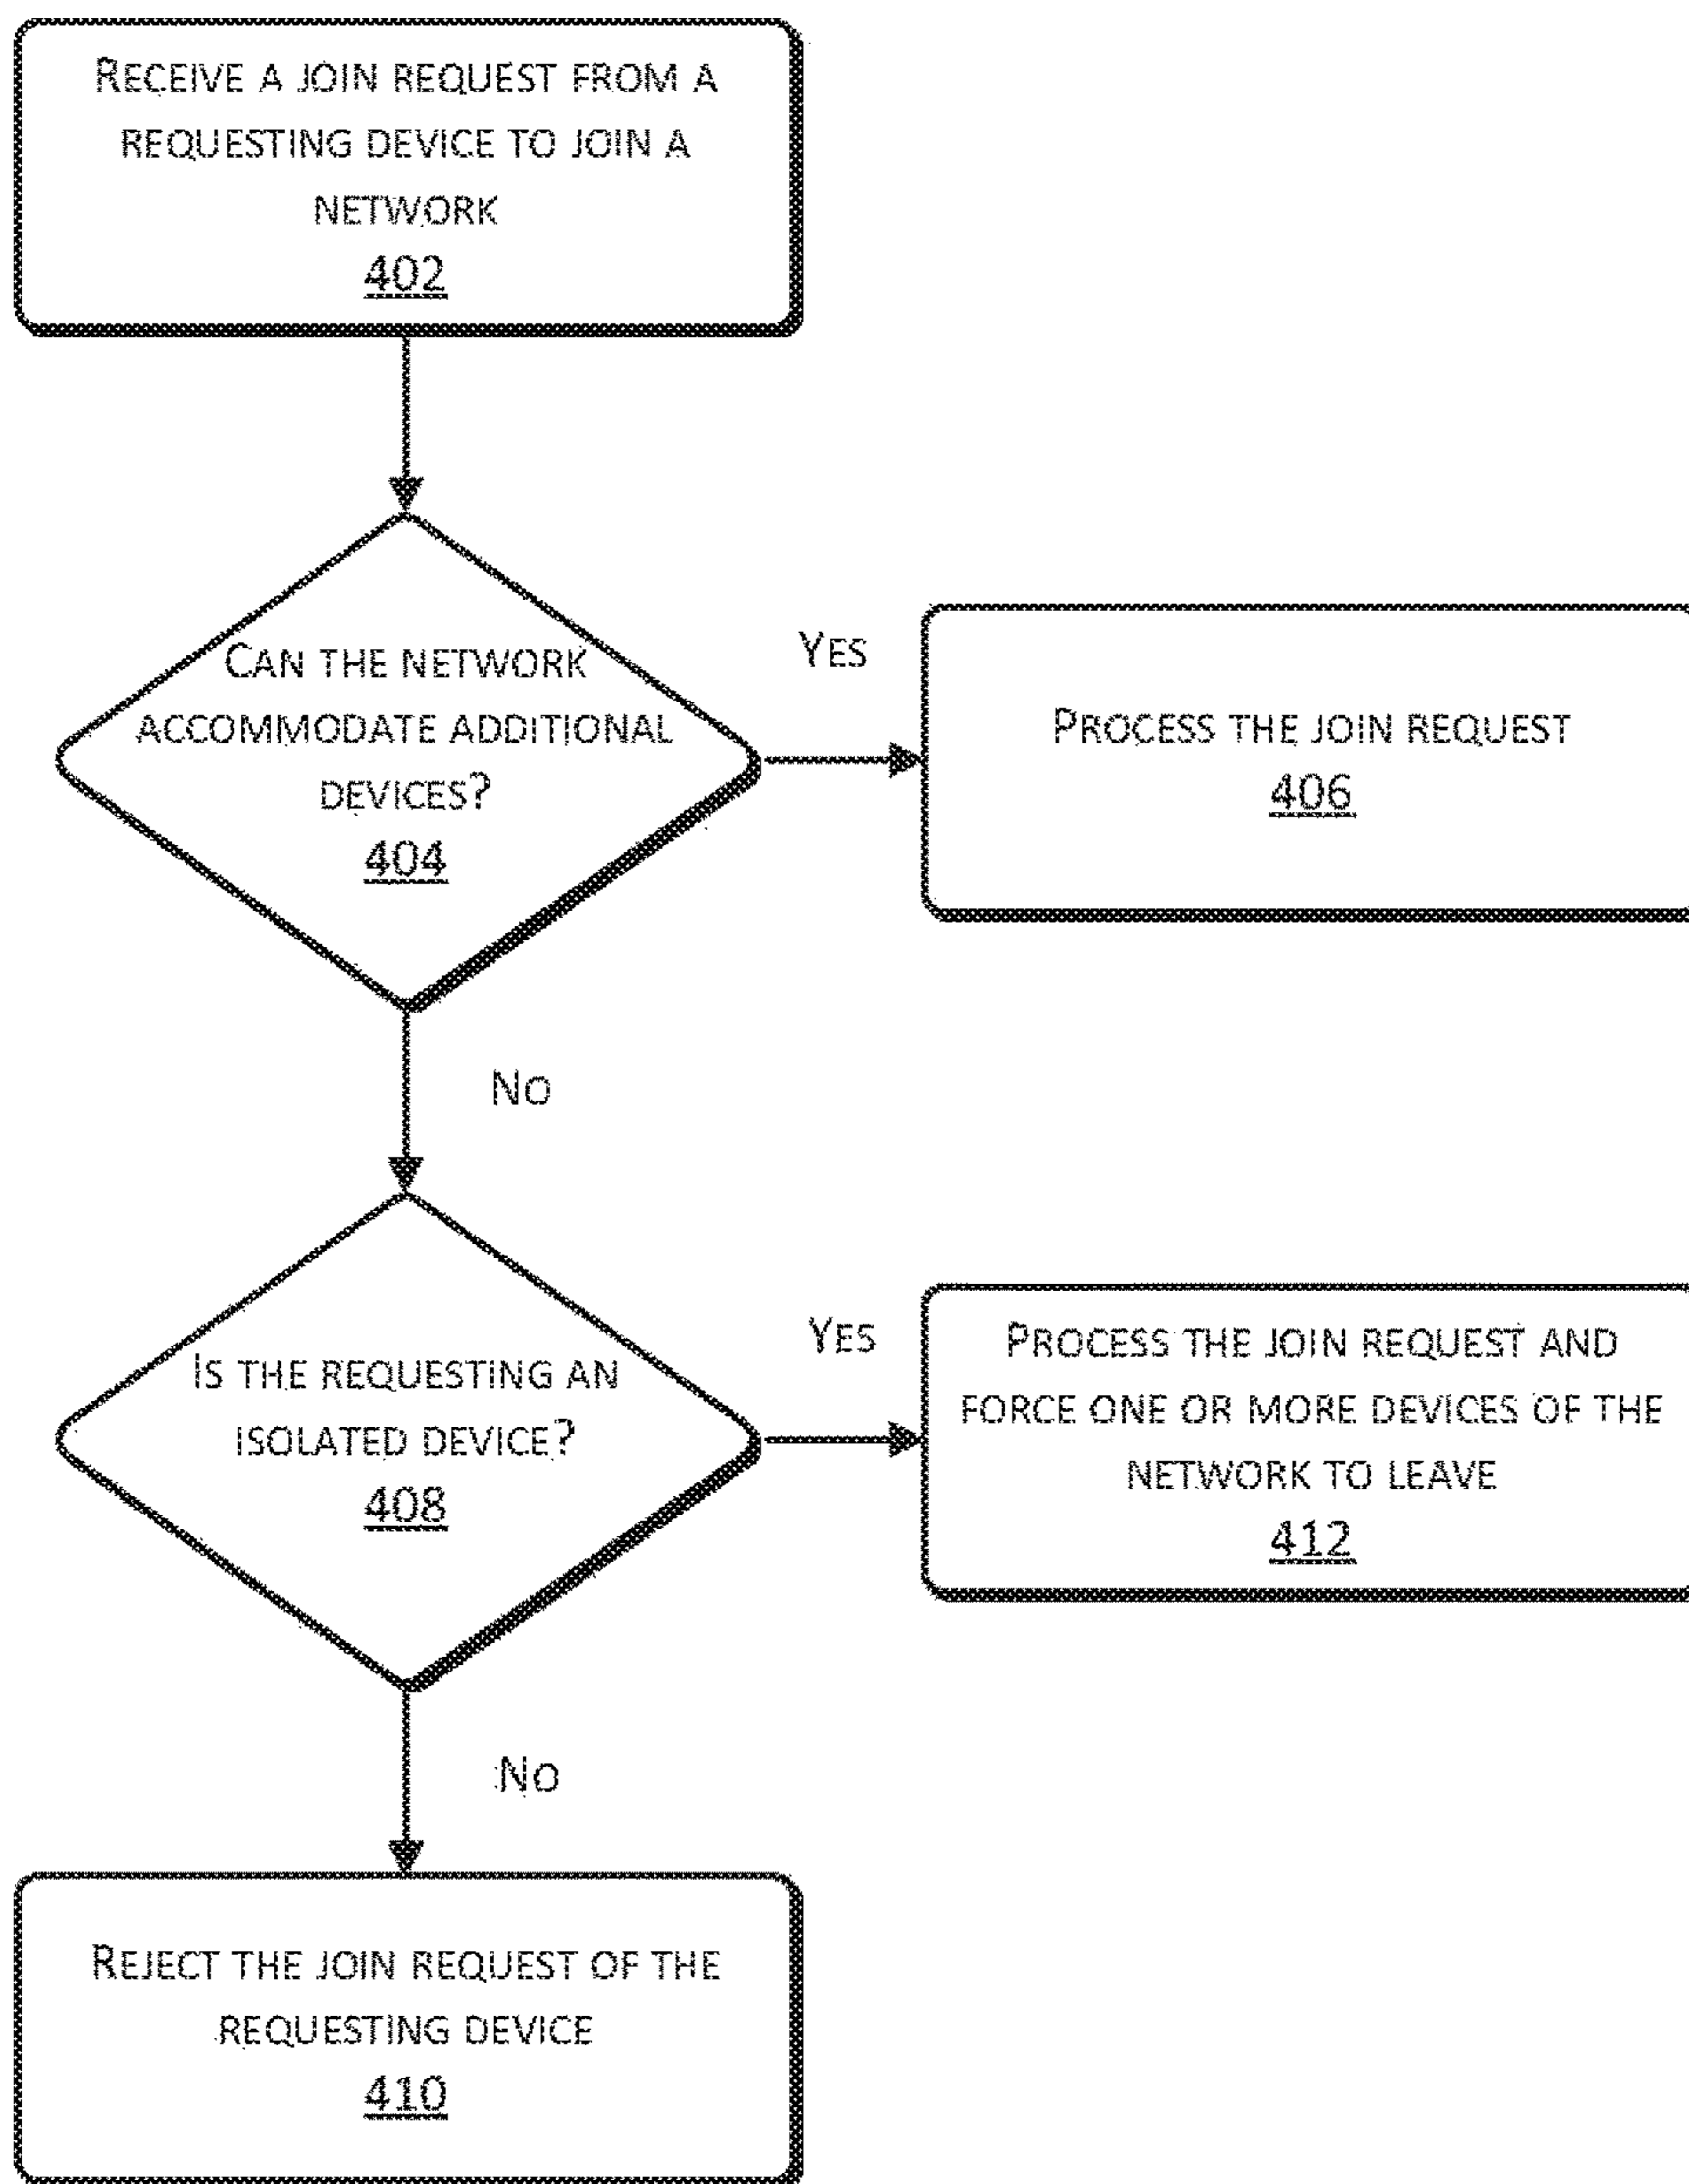 RECEIVE A JOIN REQUEST FROM A
REQUESTING DEVICE TO JOIN A
NETWORK
402
CAN THE NETWORK
ACCOMMODATE ADDITIONAL
DEVICES?
404
YES
PROCESS THE JOIN REQUEST
406
NO
IS THE REQUESTING AN
ISOLATED DEVICE?
408
YES
PROCESS THE JOIN REQUEST AND
FORCE ONE OR MORE DEVICES OF THE
NETWORK TO LEAVE
412
NO
REJECT THE JOIN REQUEST OF THE
REQUESTING DEVICE
410